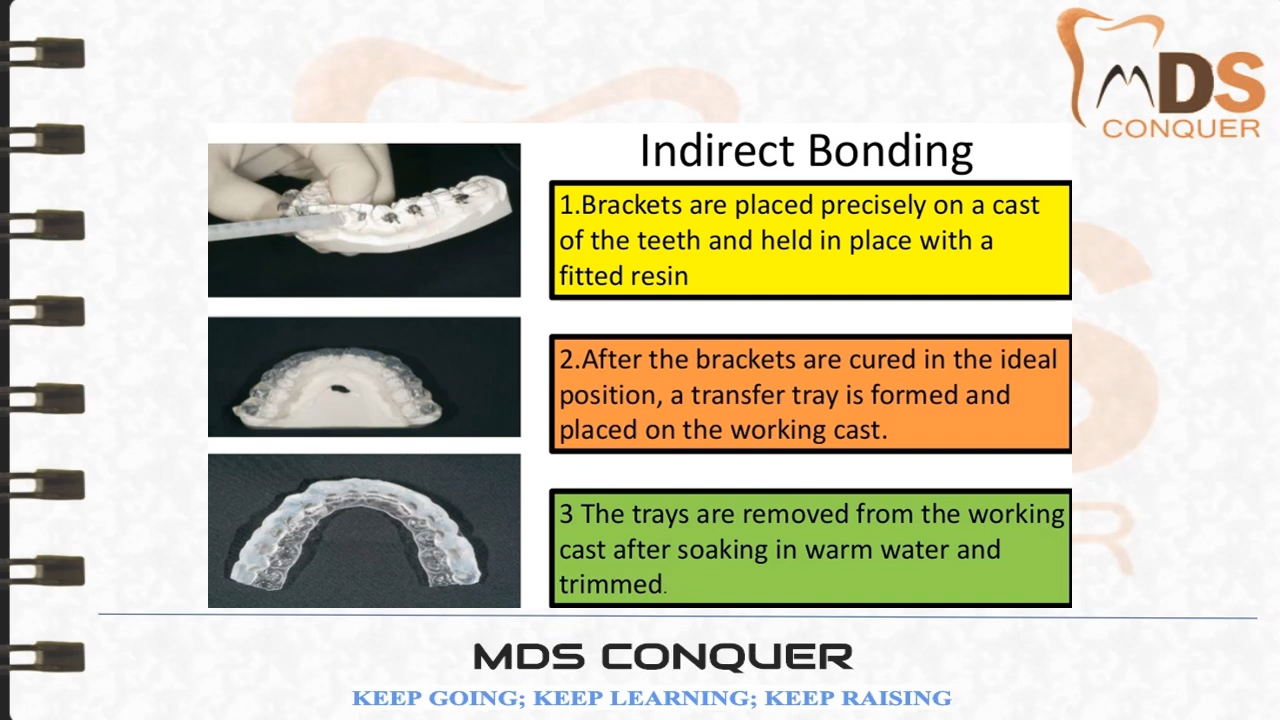 MDS
CONQUER
Indirect Bonding
1.Brackets are placed precisely on a cast
of the teeth and held in place with a
fitted resin
2.After the brackets are cured in the ideal
position, a transfer tray is formed and
placed on the working cast.
3 The trays are removed from the working
cast after soaking in warm water and
trimmed.
MDS CONQUER
KEEP GOING; KEEP LEARNING; KEEP RAISING